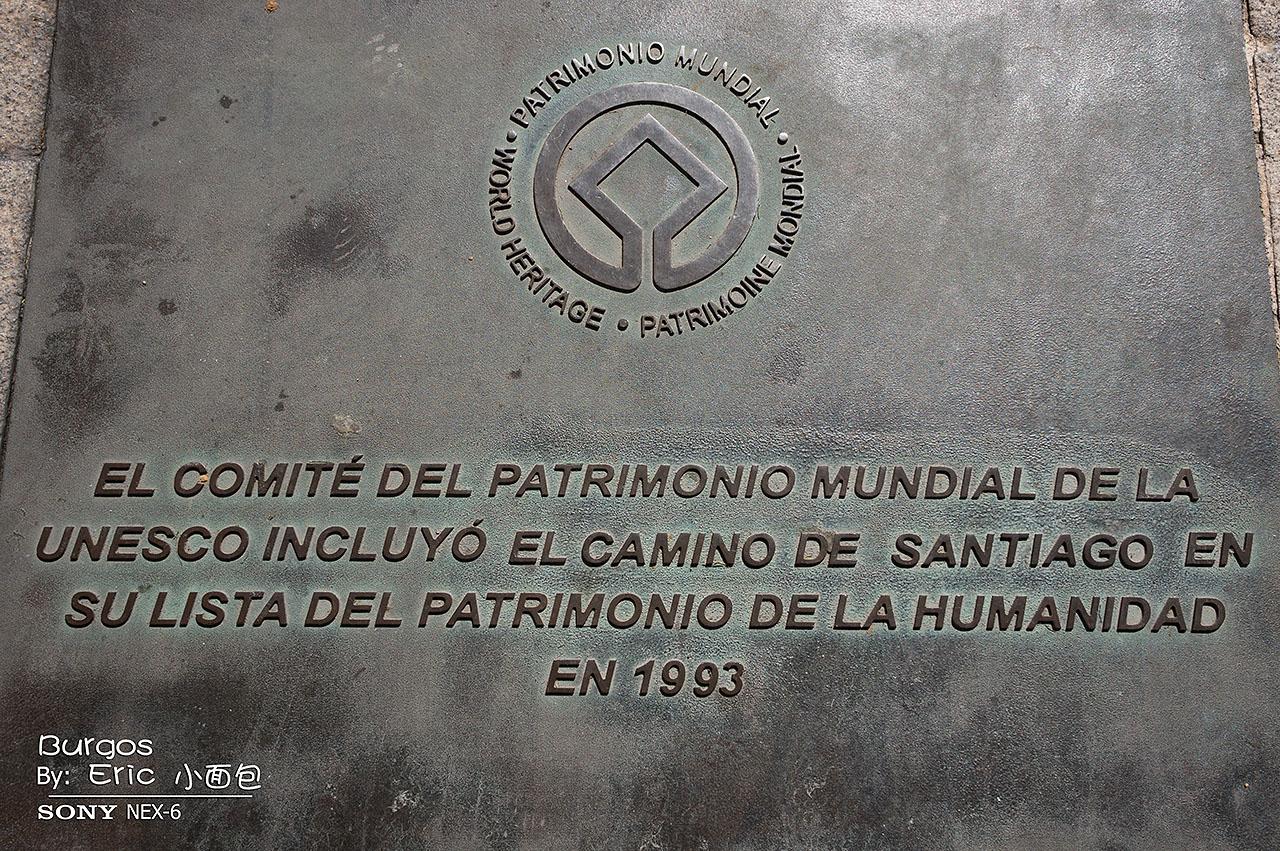 PATRIMONIO MUNDIAL • PATRIMOINE MONDIAL • WORLD HERITAGE •
EL COMITÉ DEL PATRIMONIO MUNDIAL DE LA
UNESCO INCLUYÓ EL CAMINO DE SANTIAGO EN
SU LISTA DEL PATRIMONIO DE LA HUMANIDAD
EN 1993
Burgos
By: Eric 小面包
SONY NEX-6